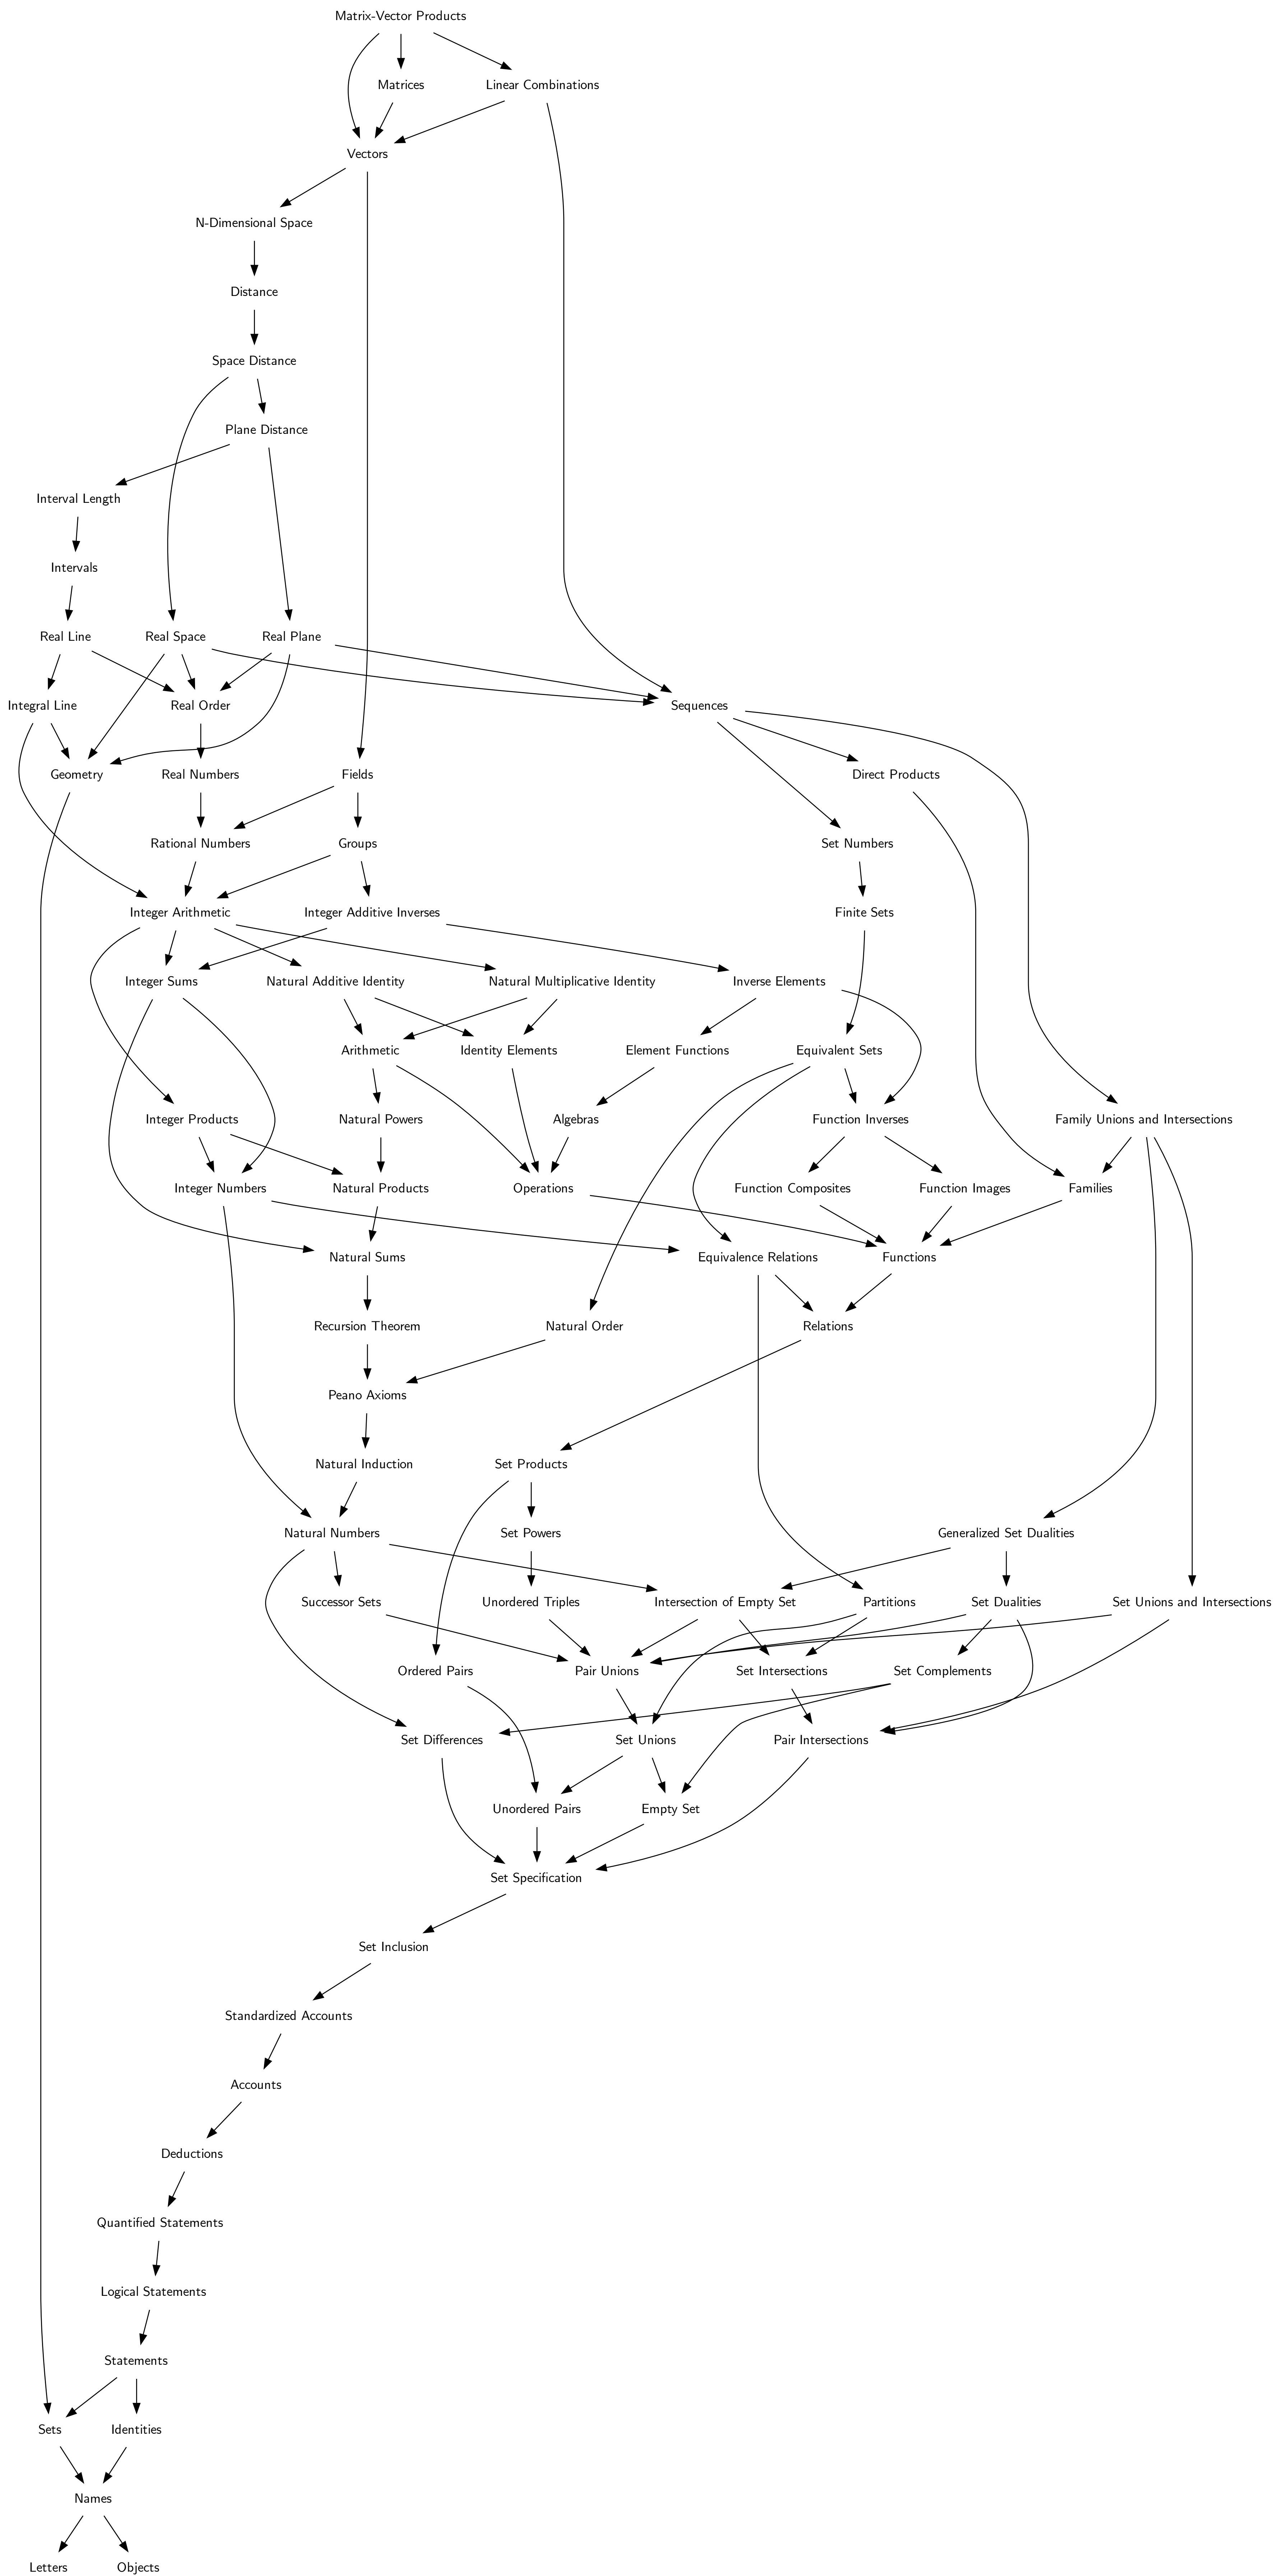 Matrix-Vector Products
Matrices
Linear Combinations
Vectors
N-Dimensional Space
Distance
Space Distance
Plane Distance
Interval Length
Intervals
Real Line
Real Space
Real Plane
Integral Line
Real Order
Sequences
Geometry
Real Numbers
Fields
Direct Products
Rational Numbers
Groups
Set Numbers
Integer Arithmetic
Integer Additive Inverses
Finite Sets
Integer Sums
Natural Additive Identity
Natural Multiplicative Identity
Inverse Elements
Arithmetic
Identity Elements
Element Functions
Equivalent Sets
Integer Products
Natural Powers
Algebras
Function Inverses
Family Unions and Intersections
Integer Numbers
Natural Products
Operations
Function Composites
Function Images
Families
Natural Sums
Equivalence Relations
Functions
Recursion Theorem
Natural Order
Relations
Peano Axioms
Natural Induction
Set Products
Natural Numbers
Set Powers
Generalized Set Dualities
Successor Sets
Unordered Triples
Intersection of Empty Set
Partitions
Set Dualities
Set Unions and Intersections
Ordered Pairs
Pair Unions
Set Intersections
Set Complements
Set Differences
Set Unions
Pair Intersections
Unordered Pairs
Empty Set
Set Specification
Set Inclusion
Standardized Accounts
Accounts
Deductions
Quantified Statements
Logical Statements
Statements
Sets
Identities
Names
Letters
Objects